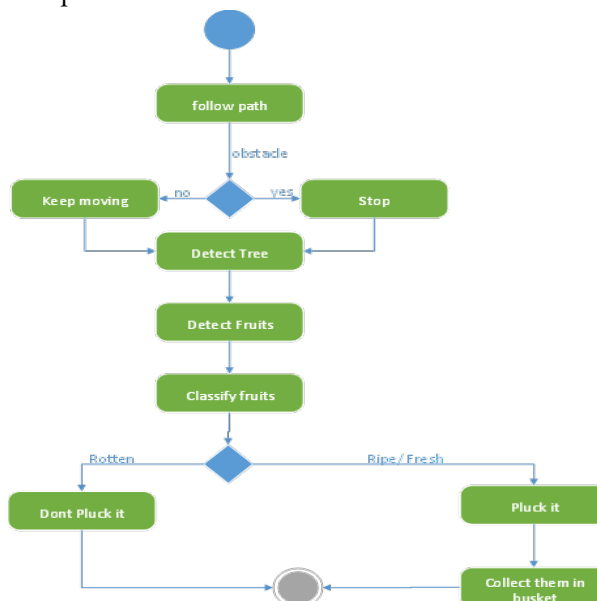 follow path
obstacle
no
yes
Keep moving
Stop
Detect Tree
Detect Fruits
Classify fruits
Rotten
Ripe/ Fresh
Dont Pluck it
Pluck it
Collect them in
busket